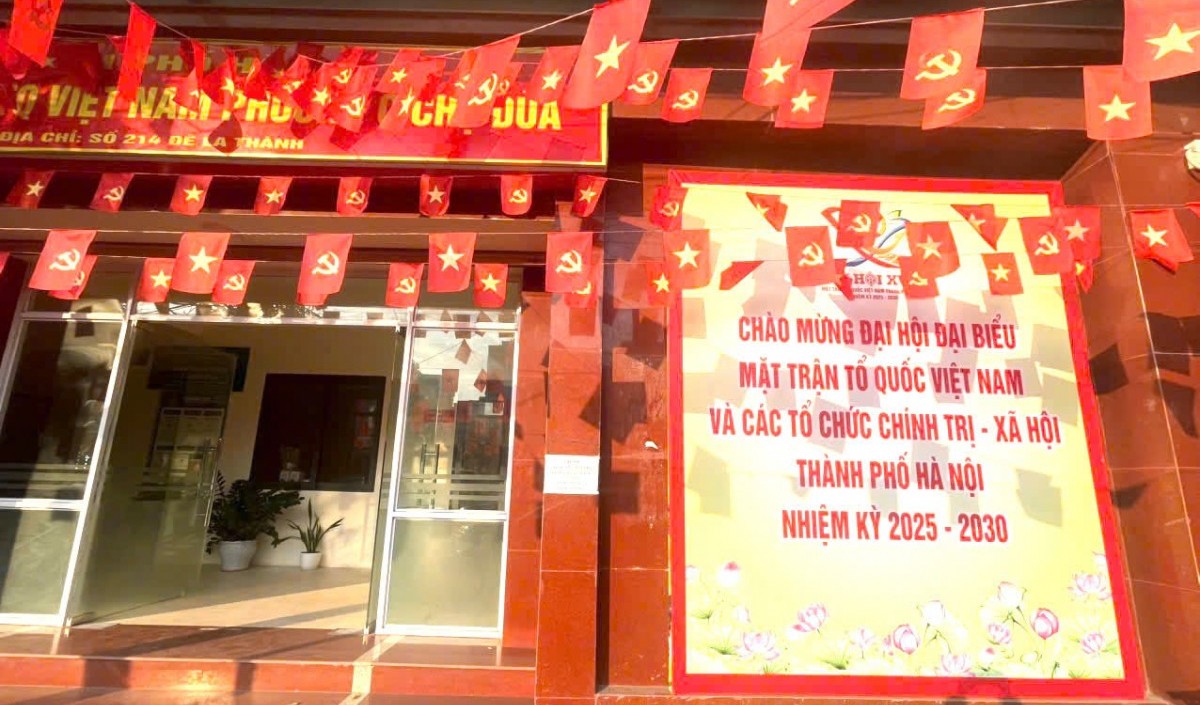 VIỆT NAM PHƯỜNG Ô CHỢ DỪA
ĐỊA CHỈ: SỐ 214 ĐÊ LA THÀNH
HỘI X
CHÀO MỪNG ĐẠI HỘI ĐẠI BIỂU
MẶT TRẬN TỔ QUỐC VIỆT NAM
VÀ CÁC TỔ CHỨC CHÍNH TRỊ - XÃ HỘI
THÀNH PHỐ HÀ NỘI
NHIỆM KỲ 2025 - 2030